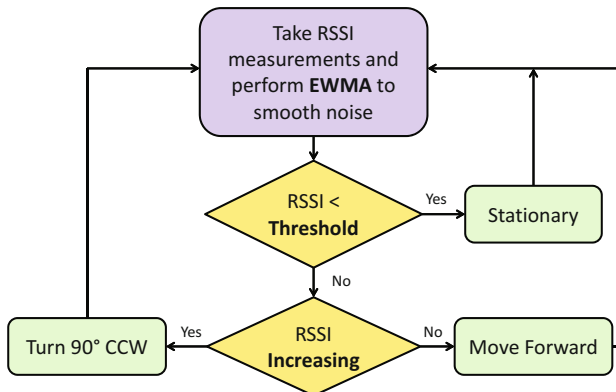 Take RSSI
measurements and
perform EWMA to
smooth noise
RSSI <
Threshold
Yes
Stationary
No
RSSI
Increasing
Yes
Turn 90° CCW
No
Move Forward